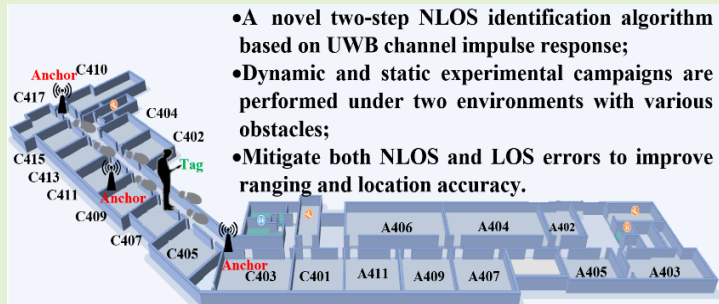 •A novel two-step NLOS identification algorithm
based on UWB channel impulse response;
•Dynamic and static experimental campaigns are
performed under two environments with various
obstacles;
•Mitigate both NLOS and LOS errors to improve
ranging and location accuracy.
Anchor
C410
C417
C404
C402
C415
Tag
C413
C411
Anchor
C409
C407
C405
A406
A404
A402
Anchor
C403
C401
A411
A409
A407
A405
A403